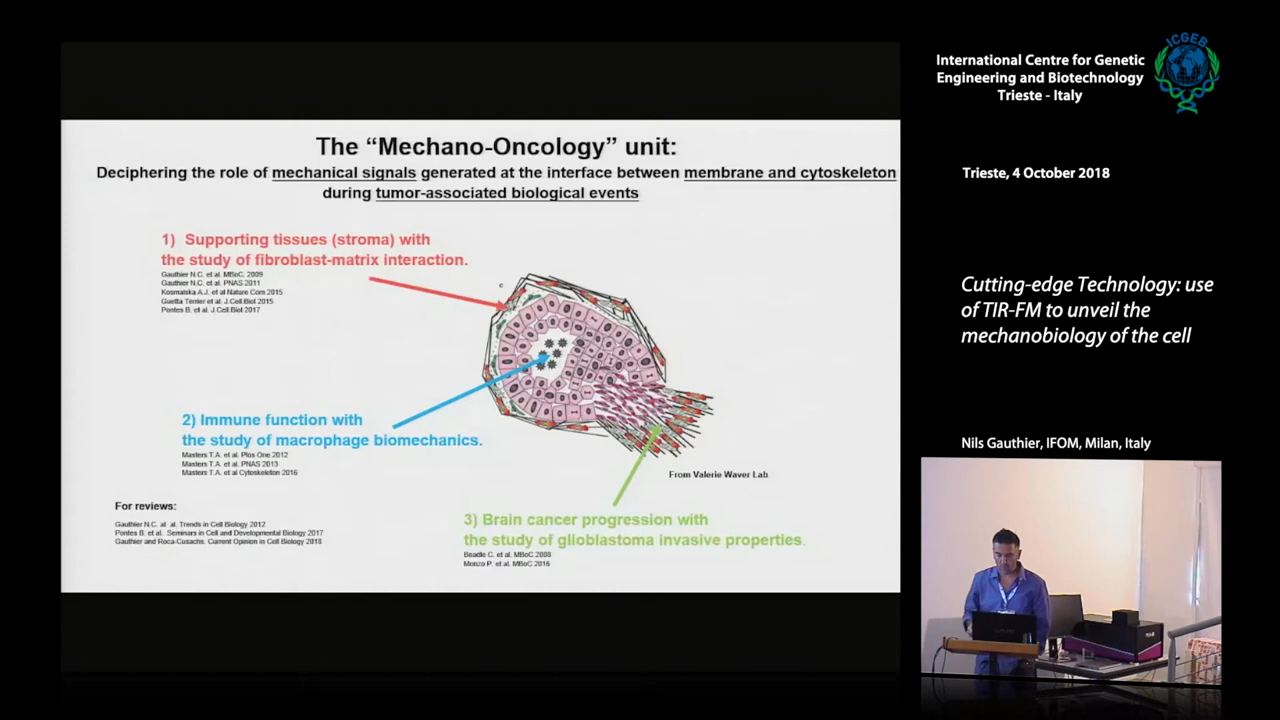 The “Mechano-Oncology” unit:
Deciphering the role of mechanical signals generated at the interface between membrane and cytoskeleton
during tumor-associated biological events
1) Supporting tissues (stroma) with
the study of fibroblast-matrix interaction.
Gauthier N.C. et al. MBoC. 2009
Gauthier N.C. et al. PNAS 2011
Kosmalska A.J. et al Nature Com 2015
Guetta Terrier et al. J.Cell.Biol 2015
Pontes B. et al. J.Cell.Biol 2017
c
2) Immune function with
the study of macrophage biomechanics.
Masters T.A. et al. Plos One 2012
Masters T.A. et al. PNAS 2013
Masters T.A. et al Cytoskeleton 2016
From Valerie Waver Lab
For reviews:
Gauthier N.C. et al. Trends in Cell Biology 2012
Pontes B. et al. Seminars in Cell and Developmental Biology 2017
Gauthier and Roca-Cusachs. Current Opinion in Cell Biology 2018
3) Brain cancer progression with
the study of glioblastoma invasive properties.
Beadle C. et al. MBoC 2008
Monzo P. et al. MBoC 2016
ICGEB
International Centre for Genetic
Engineering and Biotechnology
Trieste - Italy
Trieste, 4 October 2018
Cutting-edge Technology: use
of TIR-FM to unveil the
mechanobiology of the cell
Nils Gauthier, IFOM, Milan, Italy